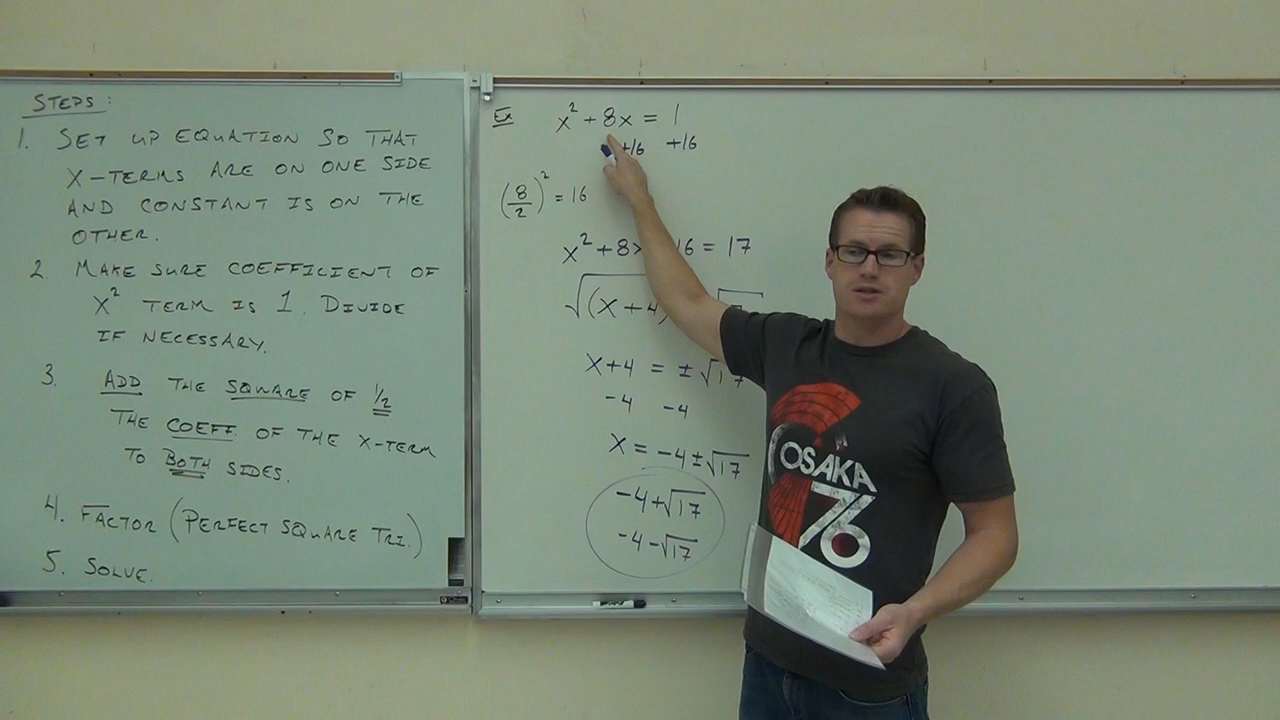 STEPS:
1. SET UP EQUATION SO THAT
X-TERMS ARE ON ONE SIDE
AND CONSTANT IS ON THE
OTHER.
2. MAKE SURE COEFFICIENT OF
X² TERM IS 1. DIVIDE
IF NECESSARY.
3. ADD THE SQUARE OF 1/2
THE COEFF. OF THE X-TERM
TO BOTH SIDES.
4. FACTOR (PERFECT SQUARE TRI.)
5. SOLVE.
Ex x² + 8x = 1
+16 +16
(8/2)² = 16
x² + 8x 16 = 17
√(x + 4)
x + 4 = ± √17
-4 -4
x = -4 ± √17
-4 + √17
-4 - √17
OSAKA
76